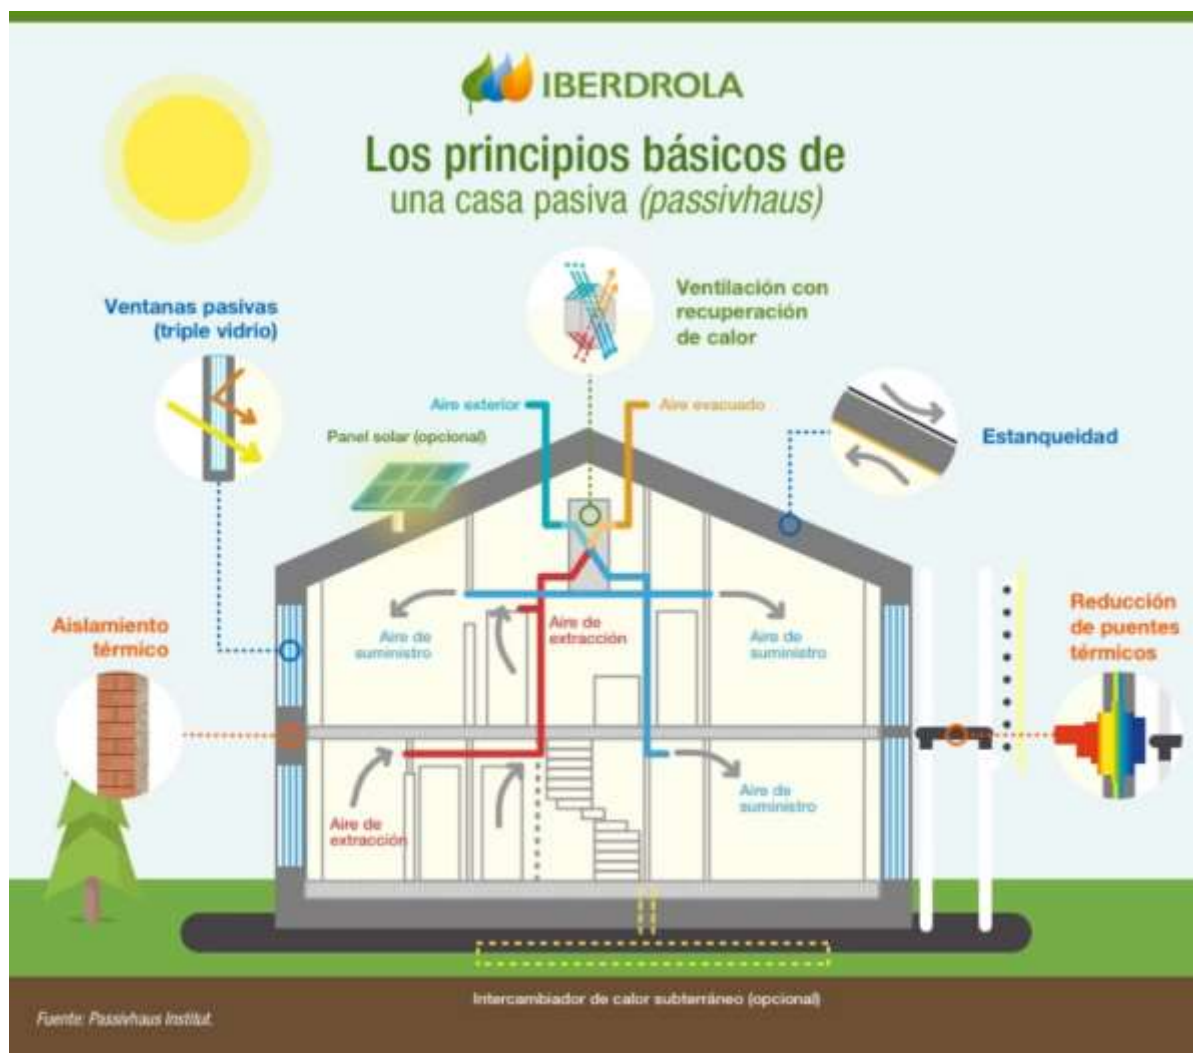 IBERDROLA
Los principios básicos de
una casa pasiva (passivhaus)
Ventanas pasivas
(triple vidrio)
Ventilación con
recuperación
de calor
Aire exterior
Aire evacuado
Panel solar (opcional)
Estanqueidad
Aislamiento
térmico
Aire de
suministro
Aire de
extracción
Aire de
suministro
Reducción
de puentes
térmicos
Aire de
extracción
Aire de
suministro
Intercambiador de calor subterráneo (opcional)
Fuente: Passivhaus Institut.